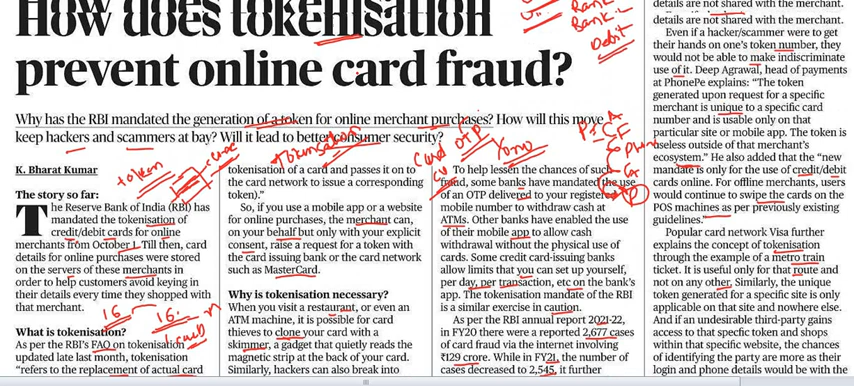 How does tokenisation
prevent online card fraud?
Why has the RBI mandated the generation of a token for online merchant purchases? How will this move
keep hackers and scammers at bay? Will it lead to better consumer security?
K. Bharat Kumar
The story so far:
The Reserve Bank of India (RBI) has
mandated the tokenisation of
credit/debit cards for online
merchants from October 1. Till then, card
details for online purchases were stored
on the servers of these merchants in
order to help customers avoid keying in
their details every time they shopped with
that merchant.
16 16
What is tokenisation?
As per the RBI's FAQ on tokenisation
updated late last month, tokenisation
“refers to the replacement of actual card
token
Tokenisation
tokenisation of a card and passes it on to
the card network to issue a corresponding
token).”
So, if you use a mobile app or a website
for online purchases, the merchant can,
on your behalf but only with your explicit
consent, raise a request for a token with
the card issuing bank or the card network
such as MasterCard.
Why is tokenisation necessary?
When you visit a restaurant, or even an
ATM machine, it is possible for card
thieves to clone your card with a
skimmer, a gadget that quietly reads the
magnetic strip at the back of your card.
Similarly, hackers can also break into
Card OTP
Yono
To help lessen the chances of such
fraud, some banks have mandated the use
of an OTP delivered to your registered
mobile number to withdraw cash at
ATMs. Other banks have enabled the use
of their mobile app to allow cash
withdrawal without the physical use of
cards. Some credit card-issuing banks
allow limits that you can set up yourself,
per day, per transaction, etc on the bank's
app. The tokenisation mandate of the RBI
is a similar exercise in caution.
As per the RBI annual report 2021-22,
in FY20 there were a reported 2,677 cases
of card fraud via the internet involving
₹129 crore. While in FY21, the number of
cases decreased to 2,545, it further
Debit
details are not shared with the merchant.
details are not shared with the merchant.
Even if a hacker/scammer were to get
their hands on one's token number, they
would not be able to make indiscriminate
use of it. Deep Agrawal, head of payments
at PhonePe explains: “The token
generated upon request for a specific
merchant is unique to a specific card
number and is usable only on that
particular site or mobile app. The token is
useless outside of that merchant's
ecosystem.” He also added that the “new
mandate is only for the use of credit/debit
cards online. For offline merchants, users
would continue to swipe the cards on the
POS machines as per previously existing
guidelines.”
Popular card network Visa further
explains the concept of tokenisation
through the example of a metro train
ticket. It is useful only for that route and
not on any other. Similarly, the unique
token generated for a specific site is only
applicable on that site and nowhere else.
And if an undesirable third-party gains
access to that specific token and shops
within that specific website, the chances
of identifying the party are more as their
login and phone details would be with the